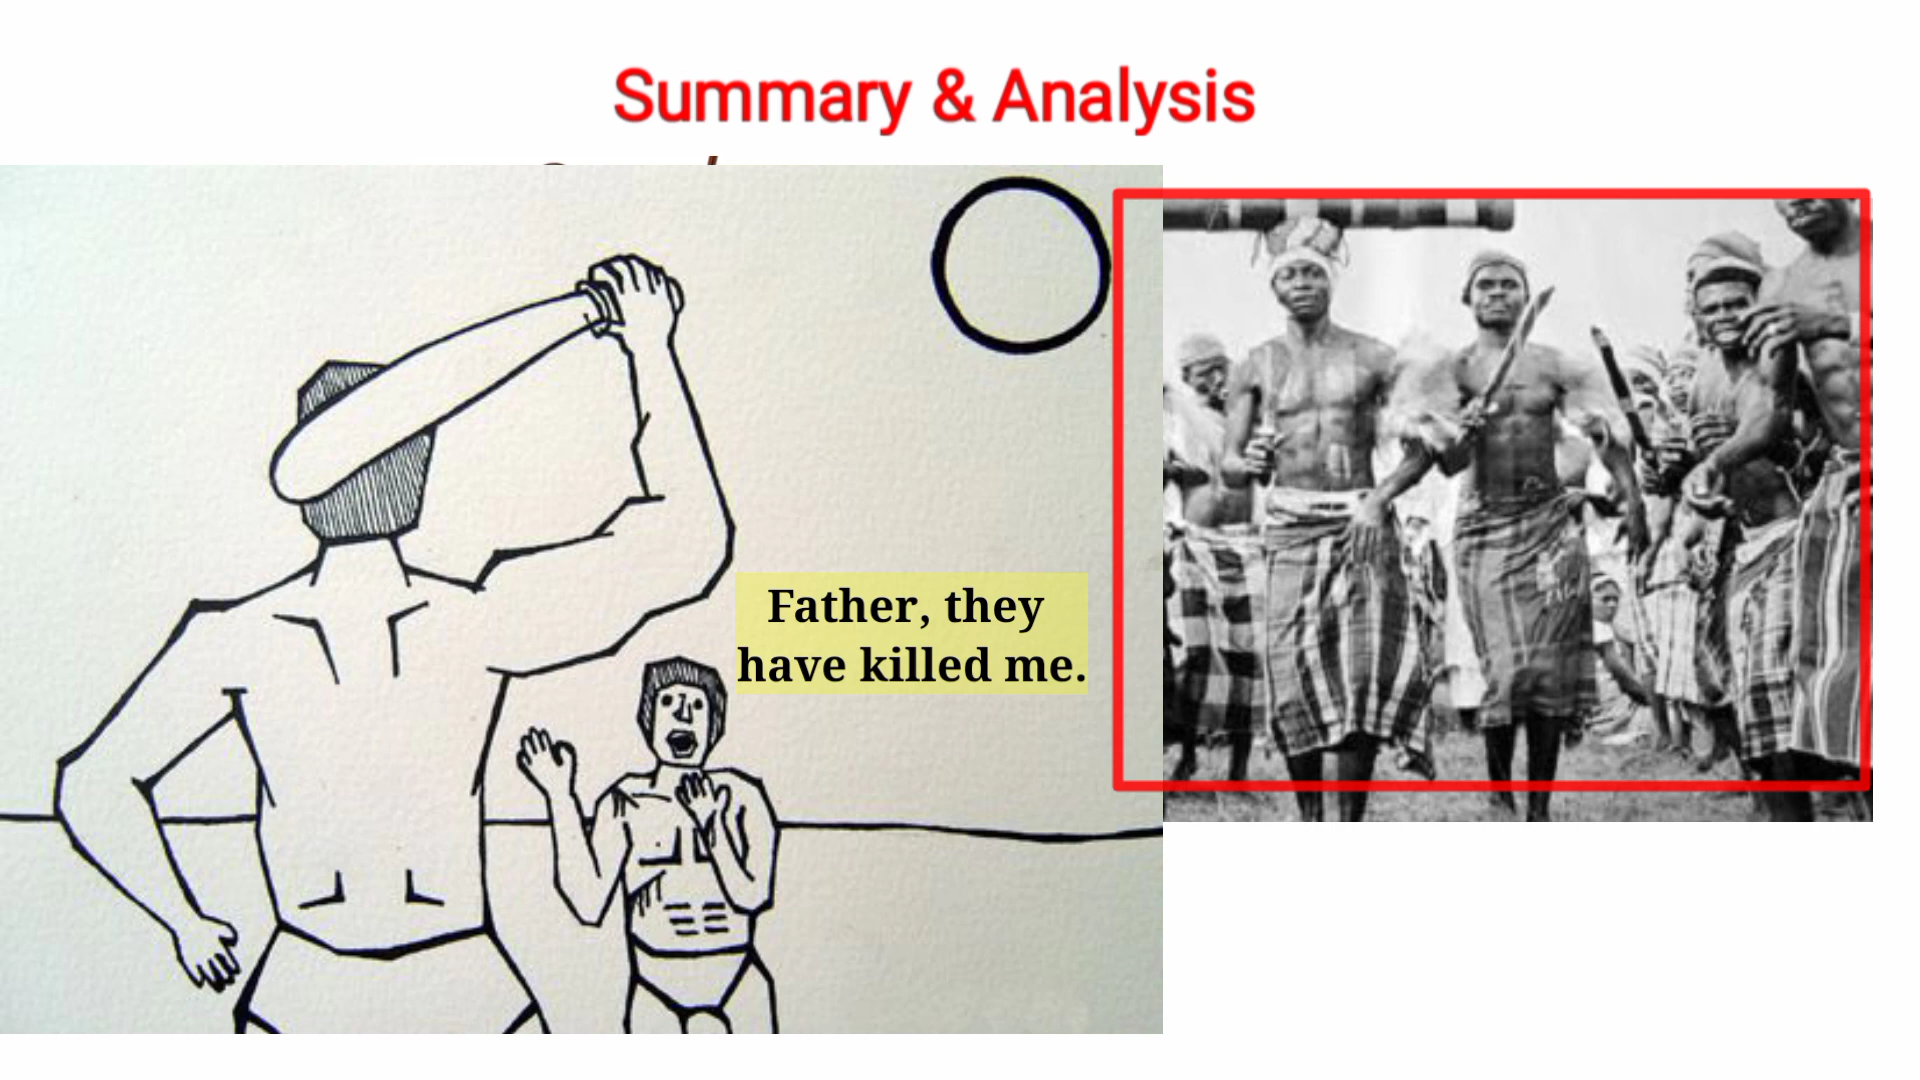 Summary & Analysis
Father, they
have killed me.